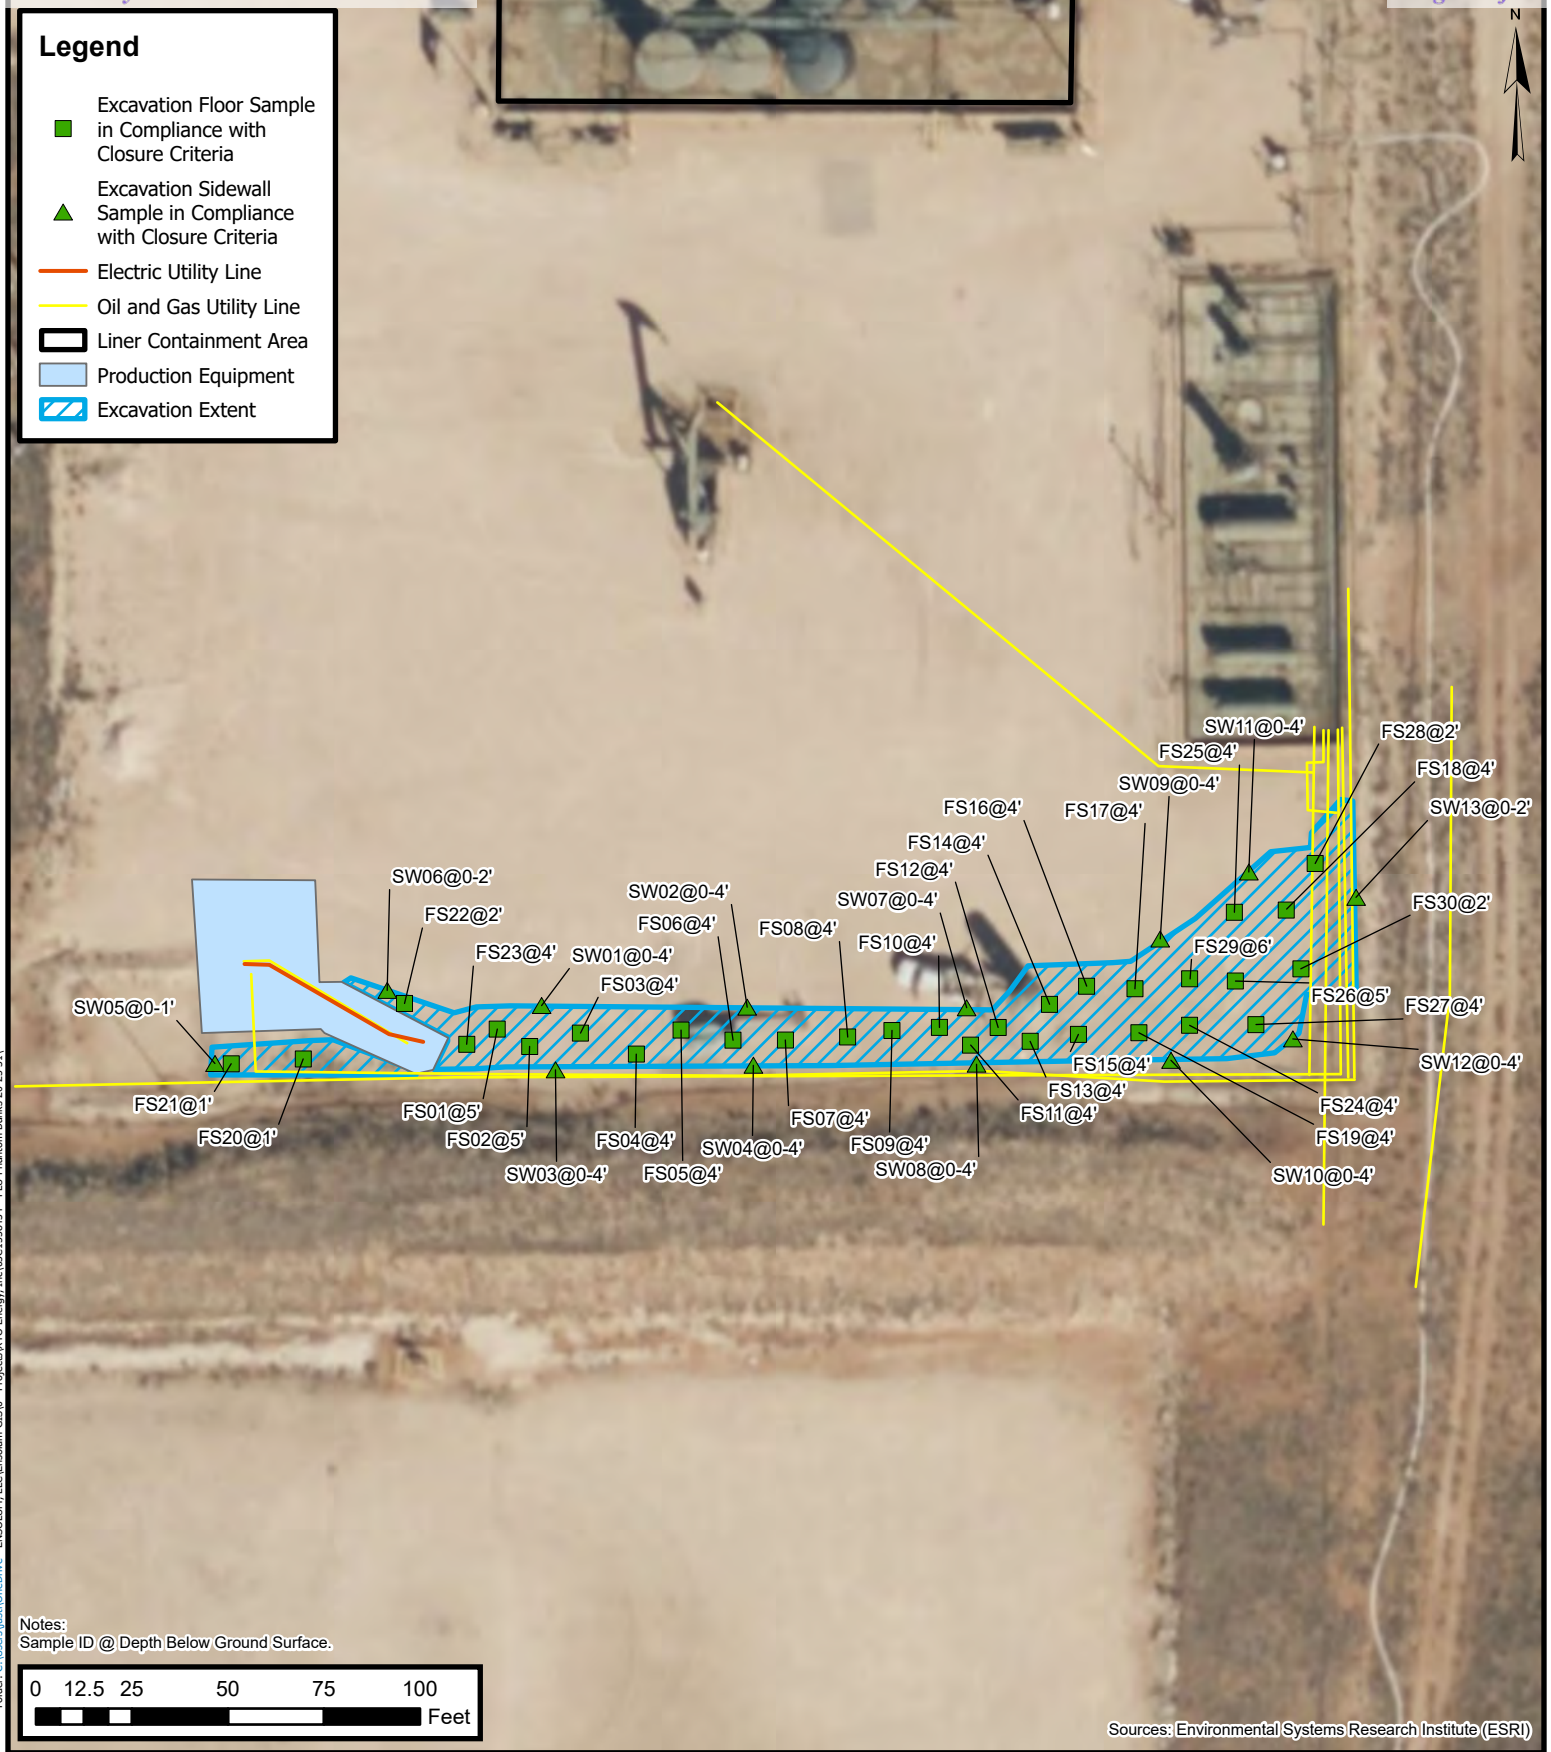 N
Legend
Excavation Floor Sample
in Compliance with
Closure Criteria
Excavation Sidewall
Sample in Compliance
with Closure Criteria
Electric Utility Line
Oil and Gas Utility Line
Liner Containment Area
Production Equipment
Excavation Extent
SW11@0-4'
FS28@2'
FS25@4'
FS18@4'
SW09@0-4'
SW13@0-2'
FS16@4'
FS17@4'
FS14@4'
FS12@4'
SW06@0-2'
SW02@0-4'
SW07@0-4'
FS30@2'
FS22@2'
FS06@4'
FS08@4'
FS10@4'
FS29@6'
FS23@4'
SW01@0-4'
FS03@4'
FS26@5'
SW05@0-1'
FS27@4'
FS15@4'
SW12@0-4'
FS13@4'
FS21@1'
FS01@5'
FS11@4'
FS24@4'
FS07@4'
FS20@1'
FS02@5'
FS04@4'
FS09@4'
FS19@4'
SW04@0-4'
SW03@0-4'
FS05@4'
SW08@0-4'
SW10@0-4'
Notes:
Sample ID @ Depth Below Ground Surface.
0 12.5 25 50 75 100
Feet
Sources: Environmental Systems Research Institute (ESRI)